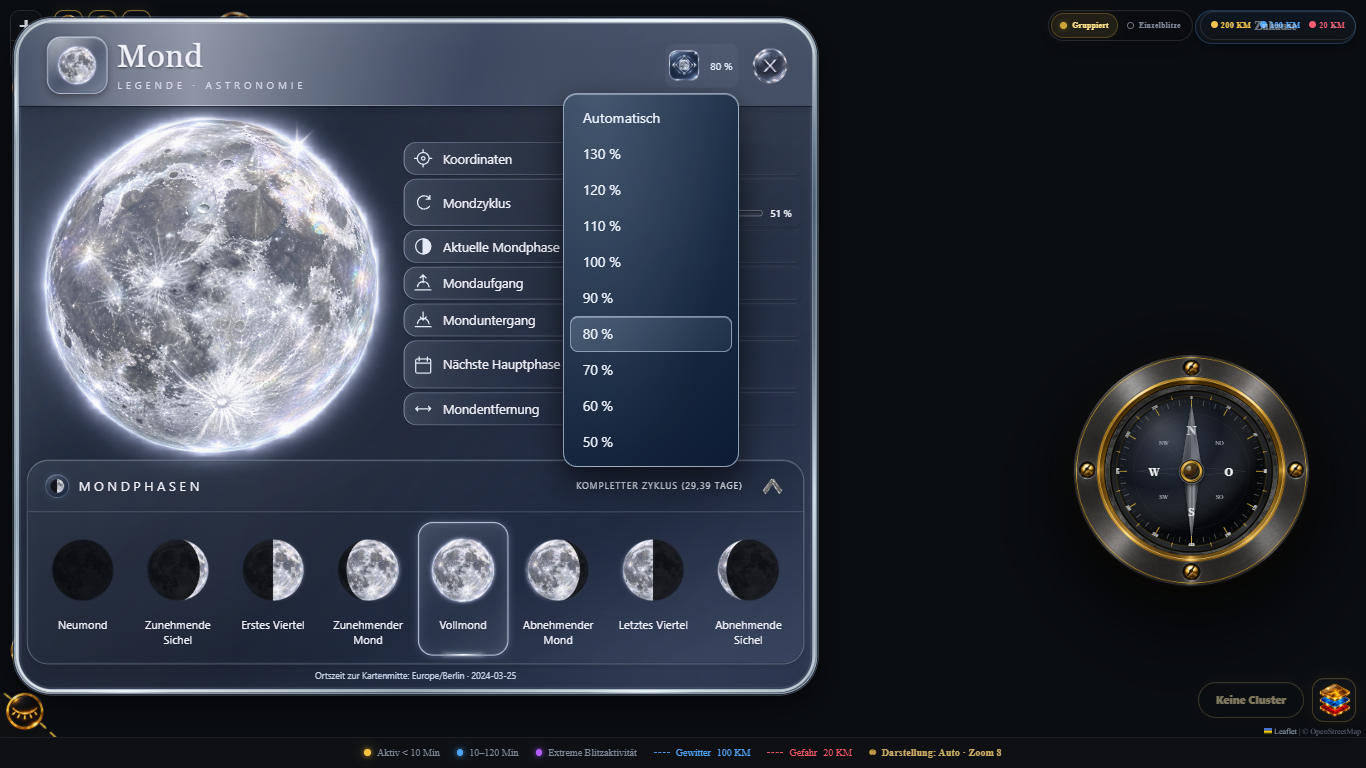 Mond
LEGENDE · ASTRONOMIE
80 %
Gruppiert
Einzelblitze
200 KM
20 KM
Automatisch
130 %
120 %
110 %
100 %
90 %
80 %
70 %
60 %
50 %
Koordinaten
Mondzyklus
51 %
Aktuelle Mondphase
Mondaufgang
Monduntergang
Nächste Hauptphase
Mondentfernung
N
NW
NO
W
O
SW
SO
S
MONDPHASEN
KOMPLETTER ZYKLUS (29,39 TAGE)
Neumond
Zunehmende
Sichel
Erstes Viertel
Zunehmender
Mond
Vollmond
Abnehmender
Mond
Letztes Viertel
Abnehmende
Sichel
Ortszeit zur Kartenmitte: Europe/Berlin · 2024-03-25
Keine Cluster
Leaflet | © OpenStreetMap
Aktiv < 10 Min
10–120 Min
Extreme Blitzaktivität
Gewitter 100 KM
Gefahr 20 KM
Darstellung: Auto · Zoom 8